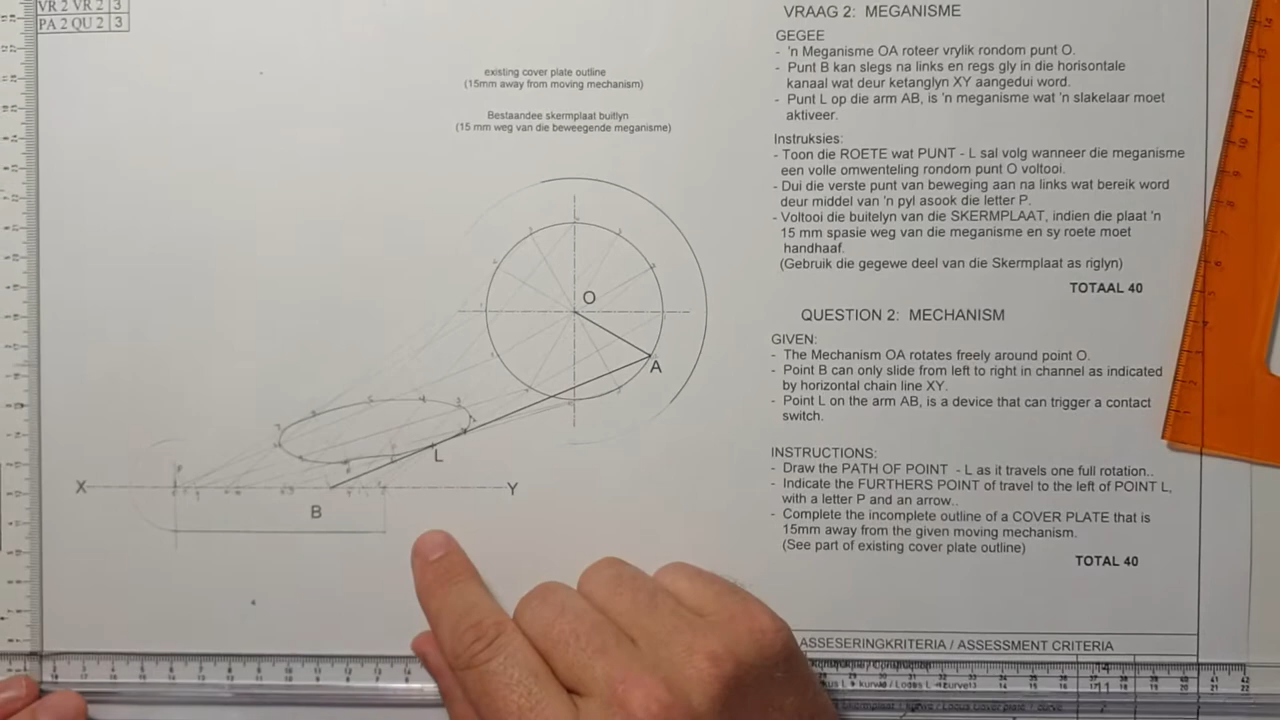 VR 2 VR 2 3
PA 2 QU 2 3
existing cover plate outline
(15mm away from moving mechanism)
Bestaandee skermplaat buitlyn
(15 mm weg van die beweegende meganisme)
O
A
L
X
Y
B
P
VRAAG 2: MEGANISME
GEGEE
- 'n Meganisme OA roteer vrylik rondom punt O.
- Punt B kan slegs na links en regs gly in die horisontale
kanaal wat deur ketanglyn XY aangedui word.
- Punt L op die arm AB, is 'n meganisme wat 'n slakelaar moet
aktiveer.
Instruksies:
- Toon die ROETE wat PUNT - L sal volg wanneer die meganisme
een volle omwenteling rondom punt O voltooi.
- Dui die verste punt van beweging aan na links wat bereik word
deur middel van 'n pyl asook die letter P.
- Voltooi die buitelyn van die SKERMPLAAT, indien die plaat 'n
15 mm spasie weg van die meganisme en sy roete moet
handhaaf.
(Gebruik die gegewe deel van die Skermplaat as riglyn)
TOTAAL 40
QUESTION 2: MECHANISM
GIVEN:
- The Mechanism OA rotates freely around point O.
- Point B can only slide from left to right in channel as indicated
by horizontal chain line XY.
- Point L on the arm AB, is a device that can trigger a contact
switch.
INSTRUCTIONS:
- Draw the PATH OF POINT - L as it travels one full rotation..
- Indicate the FURTHERS POINT of travel to the left of POINT L,
with a letter P and an arrow..
- Complete the incomplete outline of a COVER PLATE that is
15mm away from the given moving mechanism.
(See part of existing cover plate outline)
TOTAL 40
ASSESERINGKRITERIA / ASSESSMENT CRITERIA